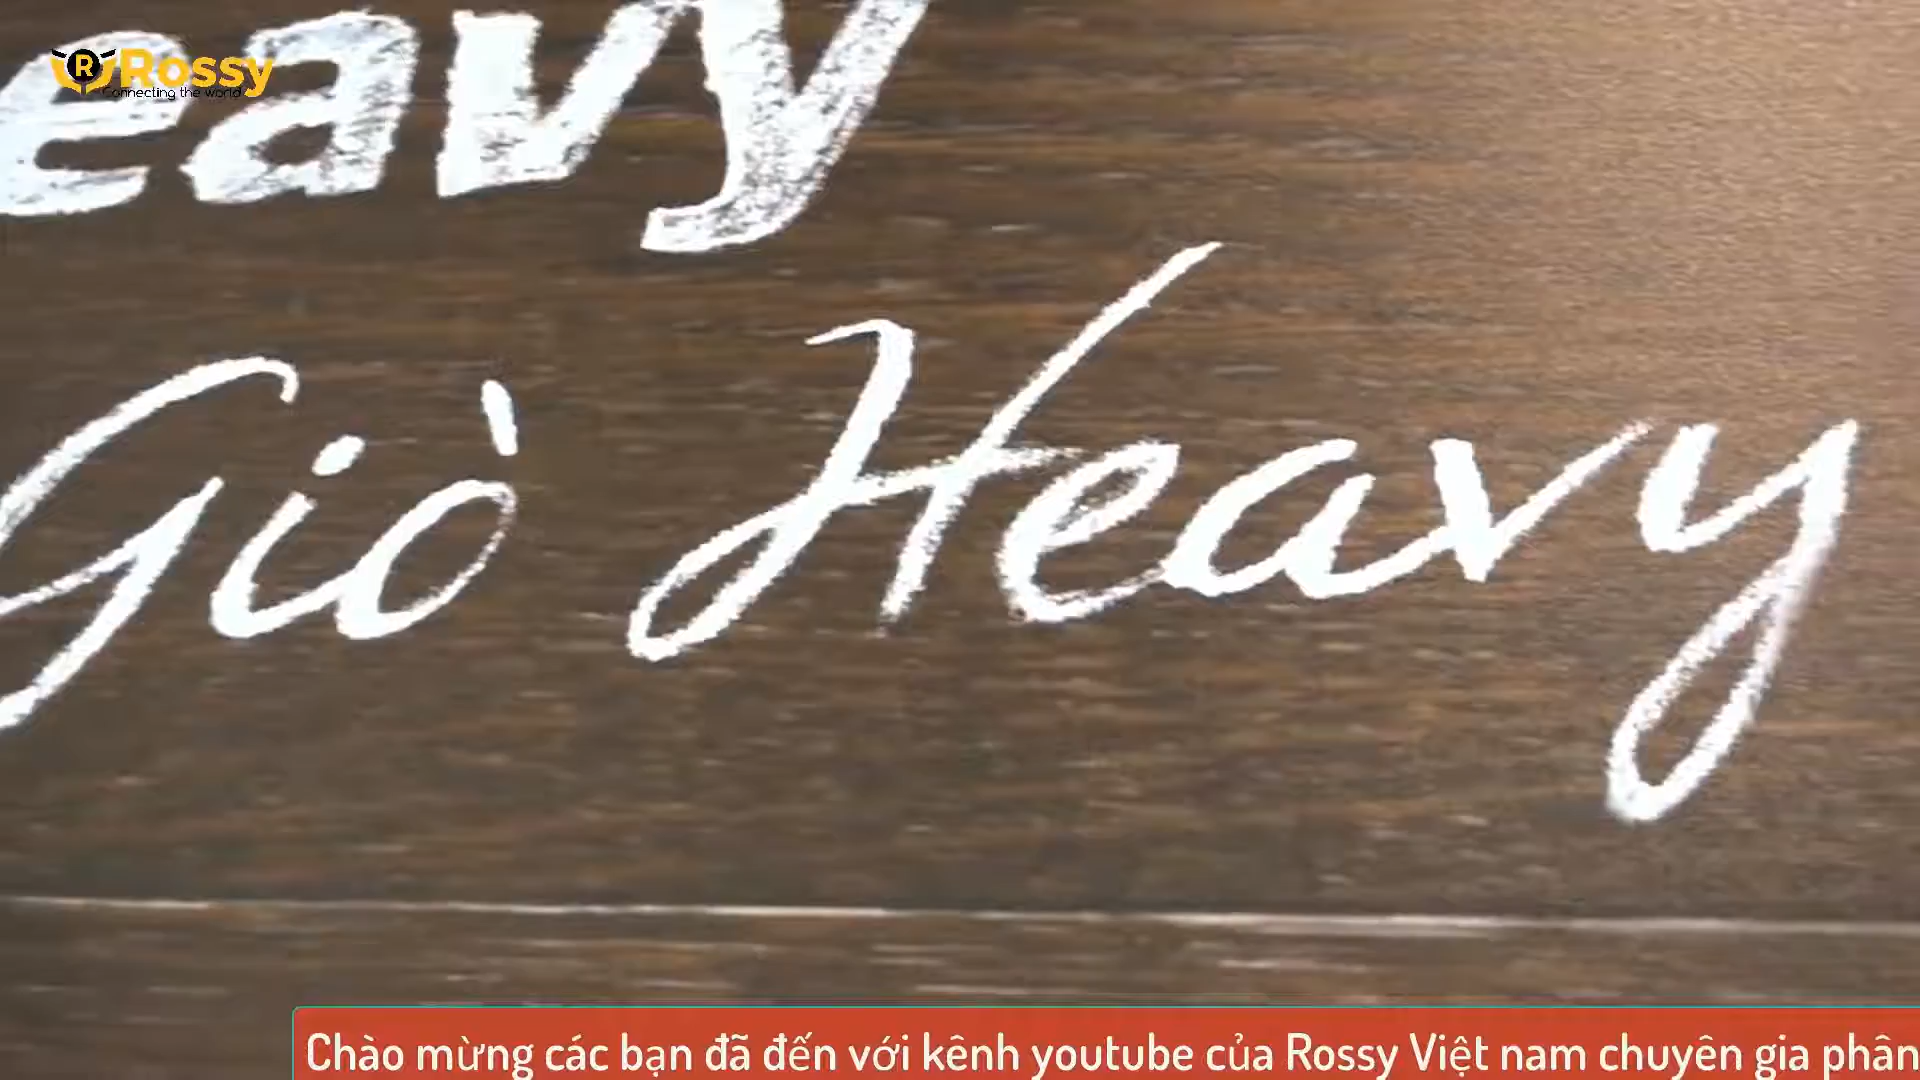 Rossy
Connecting the world
eavy
Giò Heavy
Chào mừng các bạn đã đến với kênh youtube của Rossy Việt nam chuyên gia phân